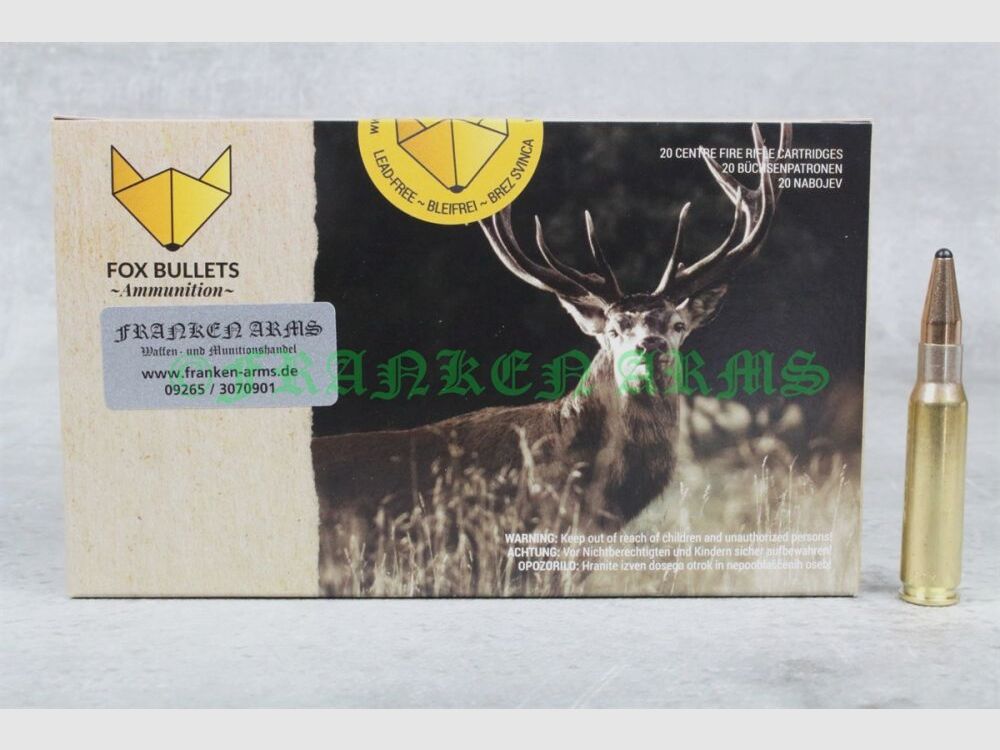 FOX BULLETS
~Ammunition~
FRANKEN ARMS
Waffen- und Munitionshandel
www.franken-arms.de
09265 / 3070901
LEAD-FREE ~ BLEIFREI ~ BREZ SVINCA
20 CENTRE FIRE RIFLE CARTRIDGES
20 BÜCHSENPATRONEN
20 NABOJEV
FRANKEN ARMS
WARNING: Keep out of reach of children and unauthorized persons!
ACHTUNG: Vor Nichtberechtigten und Kindern sicher aufbewahren!
OPOZORILO: Hranite izven dosega otrok in nepooblaščenih oseb!